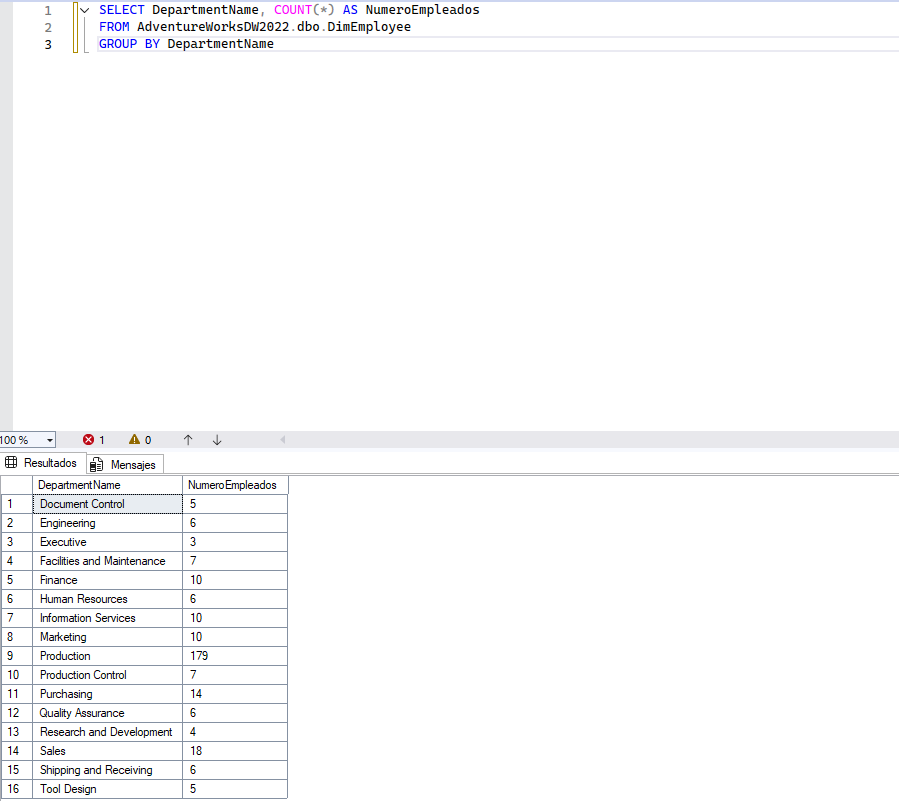 1 SELECT DepartmentName, COUNT(*) AS NumeroEmpleados
2 FROM AdventureWorksDW2022.dbo.DimEmployee
3 GROUP BY DepartmentName
100 % 1 0
Resultados Mensajes
DepartmentName NumeroEmpleados
1 Document Control 5
2 Engineering 6
3 Executive 3
4 Facilities and Maintenance 7
5 Finance 10
6 Human Resources 6
7 Information Services 10
8 Marketing 10
9 Production 179
10 Production Control 7
11 Purchasing 14
12 Quality Assurance 6
13 Research and Development 4
14 Sales 18
15 Shipping and Receiving 6
16 Tool Design 5